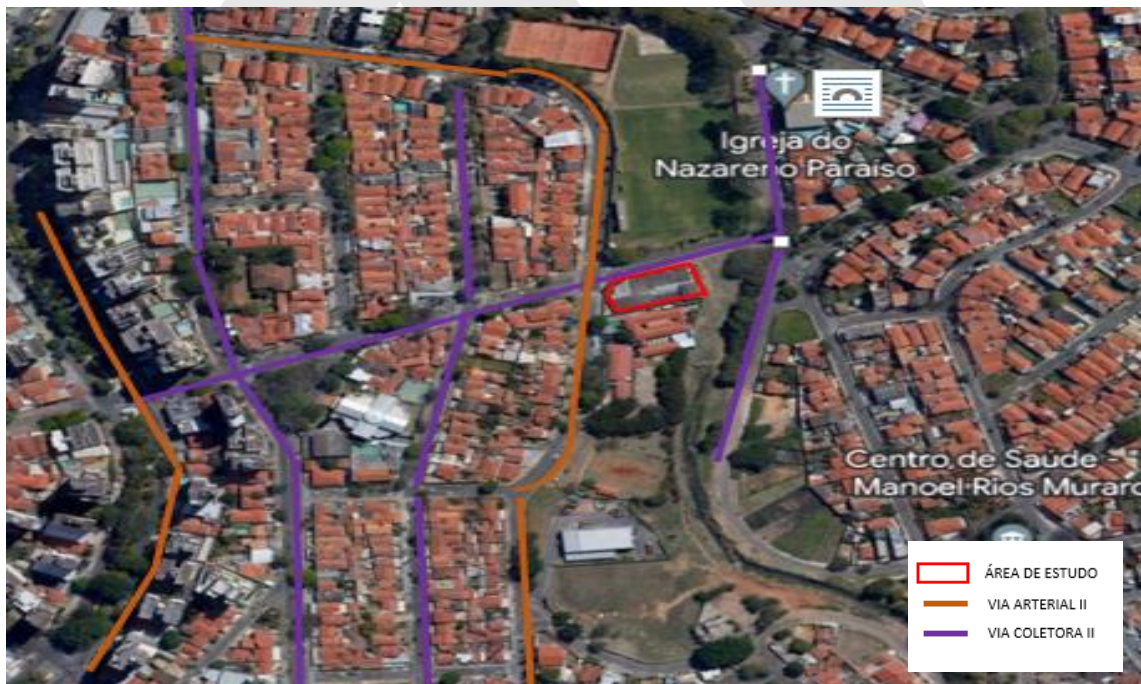 Igreja do
Nazareno Paraíso
Centro de Saúde -
Manoel Rios Muraro
ÁREA DE ESTUDO
VIA ARTERIAL II
VIA COLETORA II